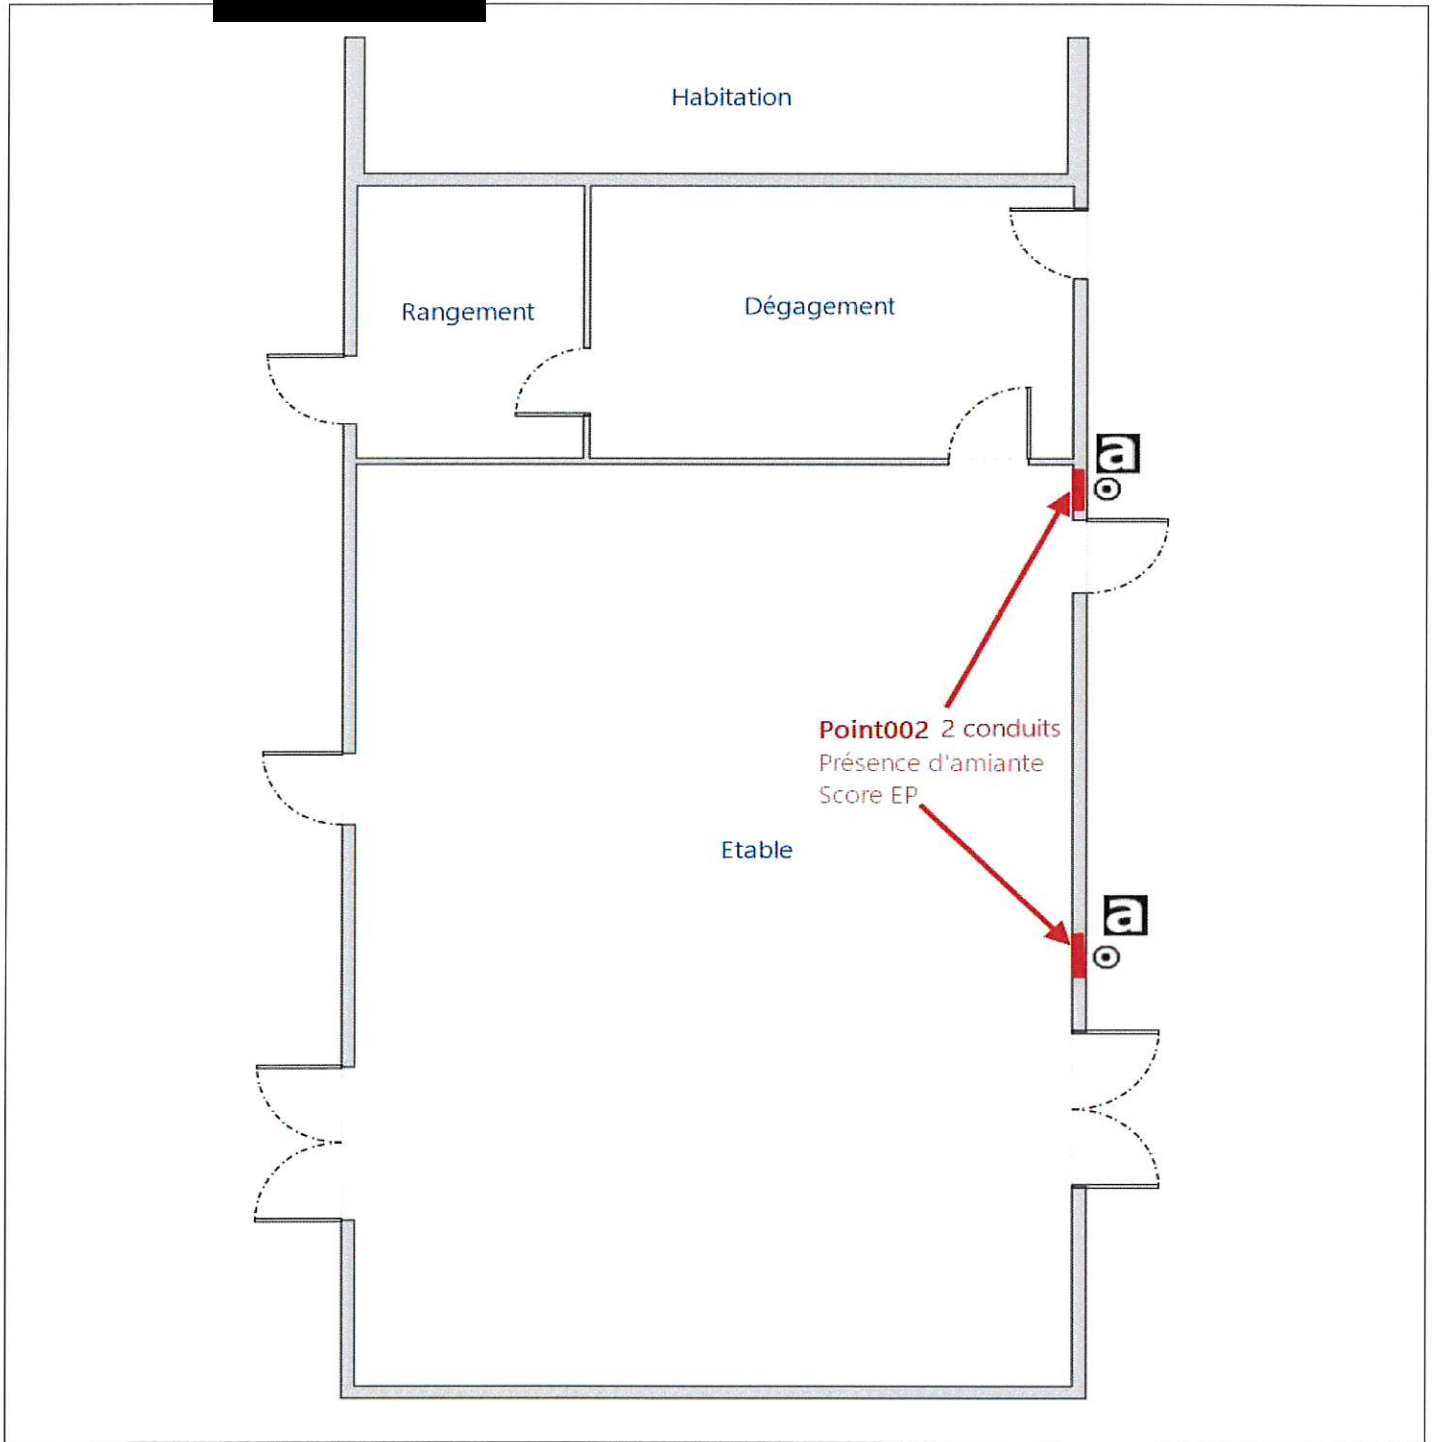 Habitation
Rangement
Dégagement
a
Point002 2 conduits
Présence d'amiante
Score EP
Etable
a